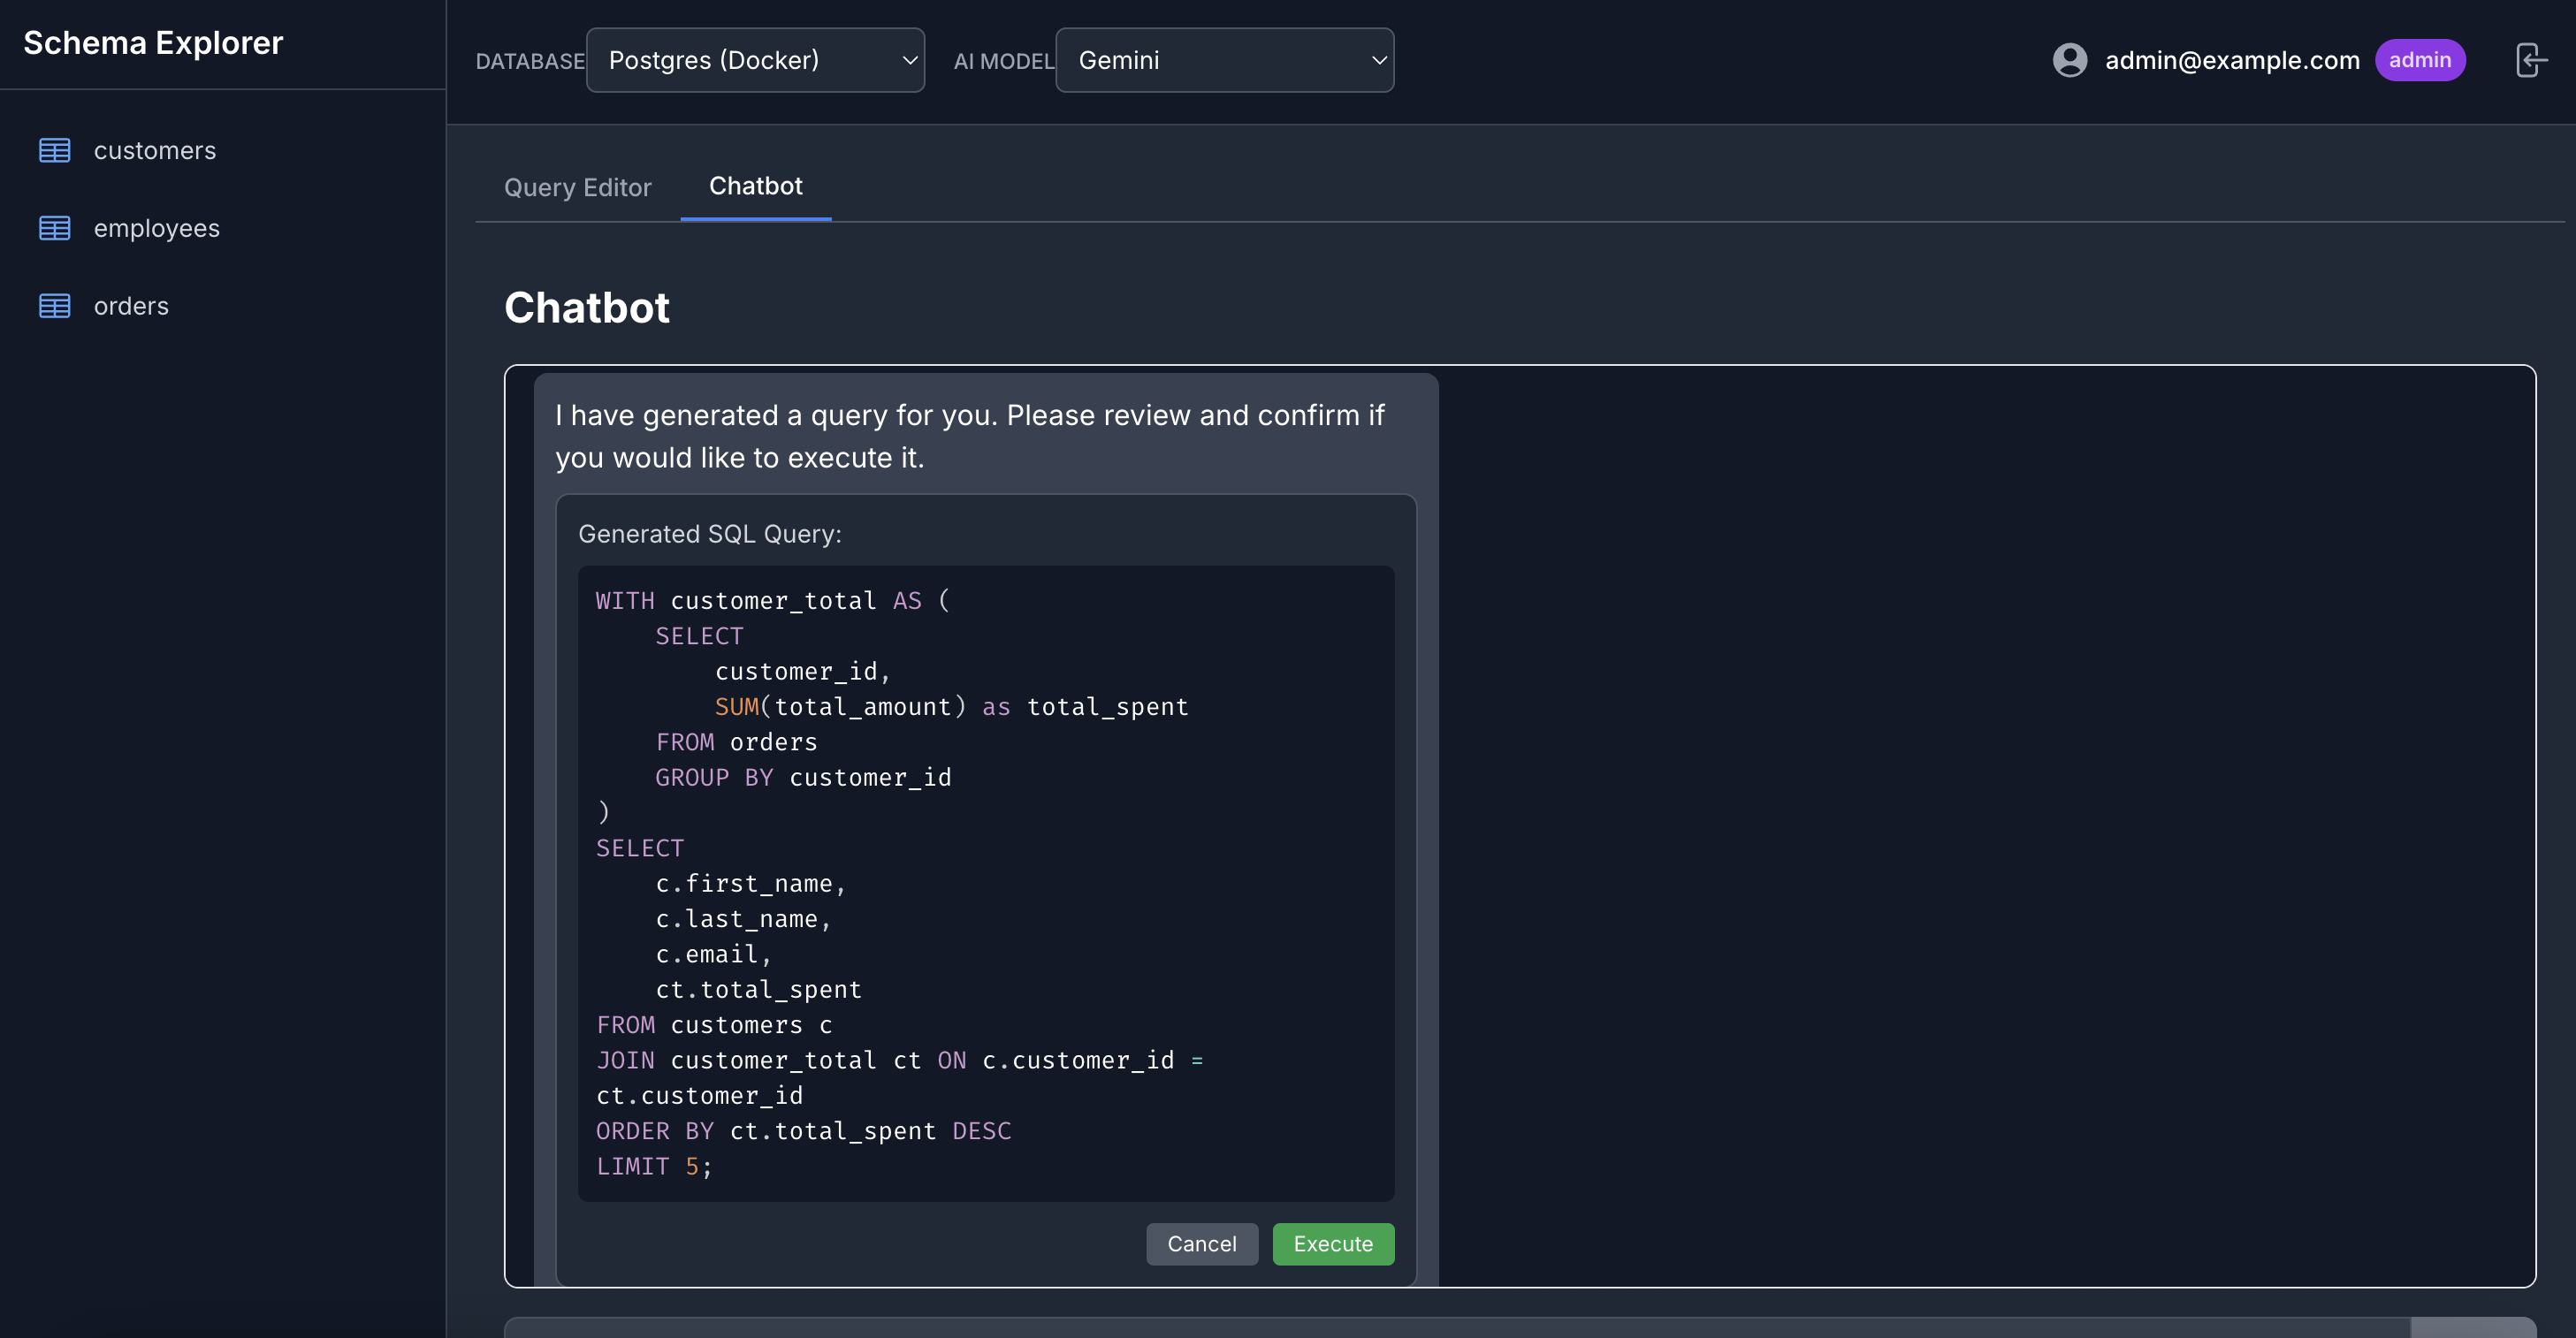 Schema Explorer
customers
employees
orders
DATABASE Postgres (Docker) AI MODEL Gemini admin@example.com admin
Query Editor Chatbot
Chatbot
I have generated a query for you. Please review and confirm if
you would like to execute it.
Generated SQL Query:
WITH customer_total AS (
    SELECT
        customer_id,
        SUM(total_amount) as total_spent
    FROM orders
    GROUP BY customer_id
)
SELECT
    c.first_name,
    c.last_name,
    c.email,
    ct.total_spent
FROM customers c
JOIN customer_total ct ON c.customer_id =
ct.customer_id
ORDER BY ct.total_spent DESC
LIMIT 5;
Cancel Execute